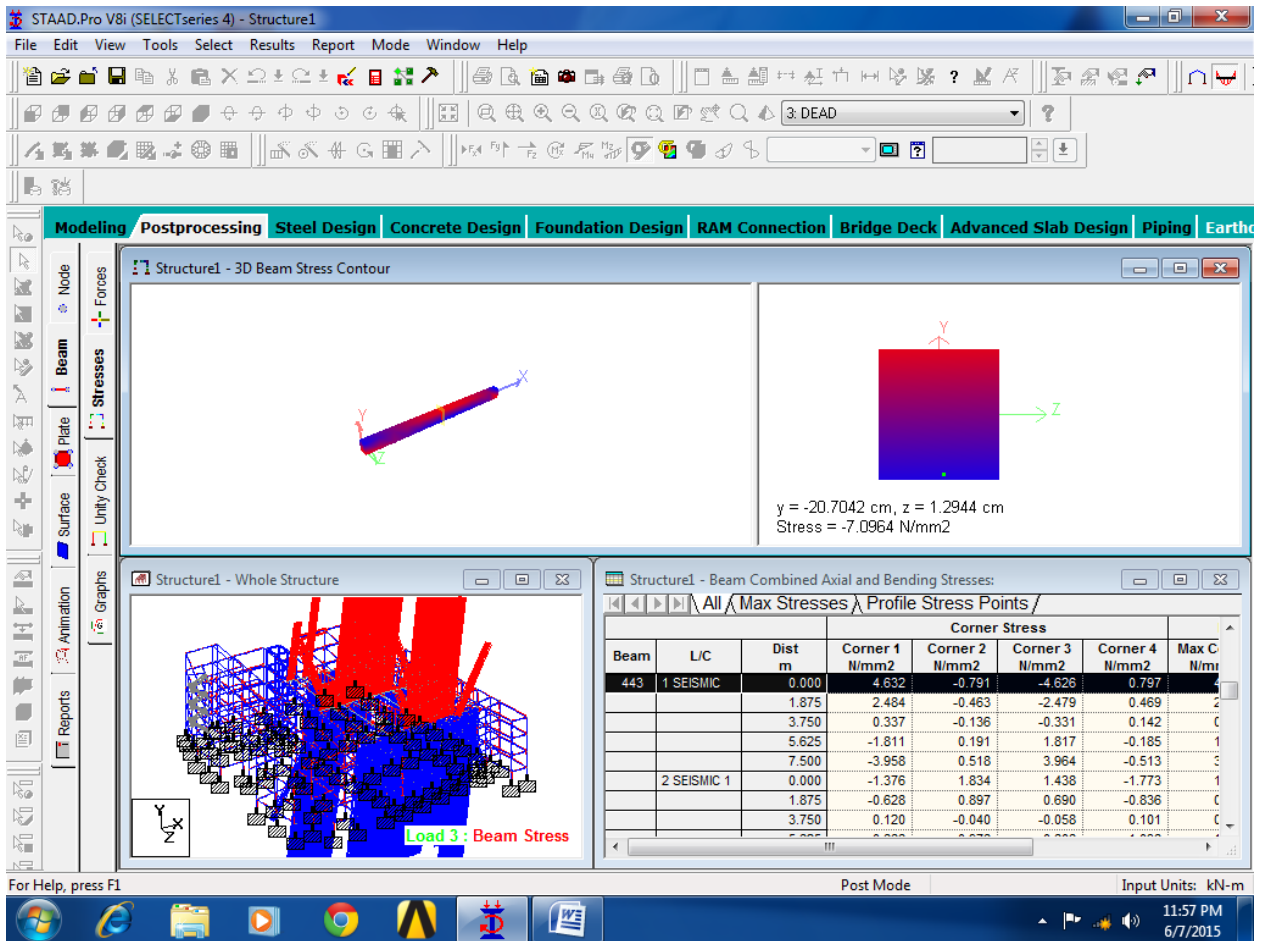 STAAD.Pro V8i (SELECTseries 4) - Structure1
File Edit View Tools Select Results Report Mode Window Help
3: DEAD
Modeling Postprocessing Steel Design Concrete Design Foundation Design RAM Connection Bridge Deck Advanced Slab Design Piping
Node
Beam
Plate
Surface
Animation
Reports
Forces
Stresses
Unity Check
Graphs
Structure1 - 3D Beam Stress Contour
Y
X
Z
Y
Z
y = -20.7042 cm, z = 1.2944 cm
Stress = -7.0964 N/mm2
Structure1 - Whole Structure
Y
X
Z
Load 3 : Beam Stress
Structure1 - Beam Combined Axial and Bending Stresses:
All Max Stresses Profile Stress Points
Corner Stress
Beam L/C Dist m Corner 1 N/mm2 Corner 2 N/mm2 Corner 3 N/mm2 Corner 4 N/mm2
443 1 SEISMIC 0.000 4.632 -0.791 -4.626 0.797
1.875 2.484 -0.463 -2.479 0.469
3.750 0.337 -0.136 -0.331 0.142
5.625 -1.811 0.191 1.817 -0.185
7.500 -3.958 0.518 3.964 -0.513
2 SEISMIC 1 0.000 -1.376 1.834 1.438 -1.773
1.875 -0.628 0.897 0.690 -0.836
3.750 0.120 -0.040 -0.058 0.101
For Help, press F1 Post Mode Input Units: kN-m
11:57 PM
6/7/2015